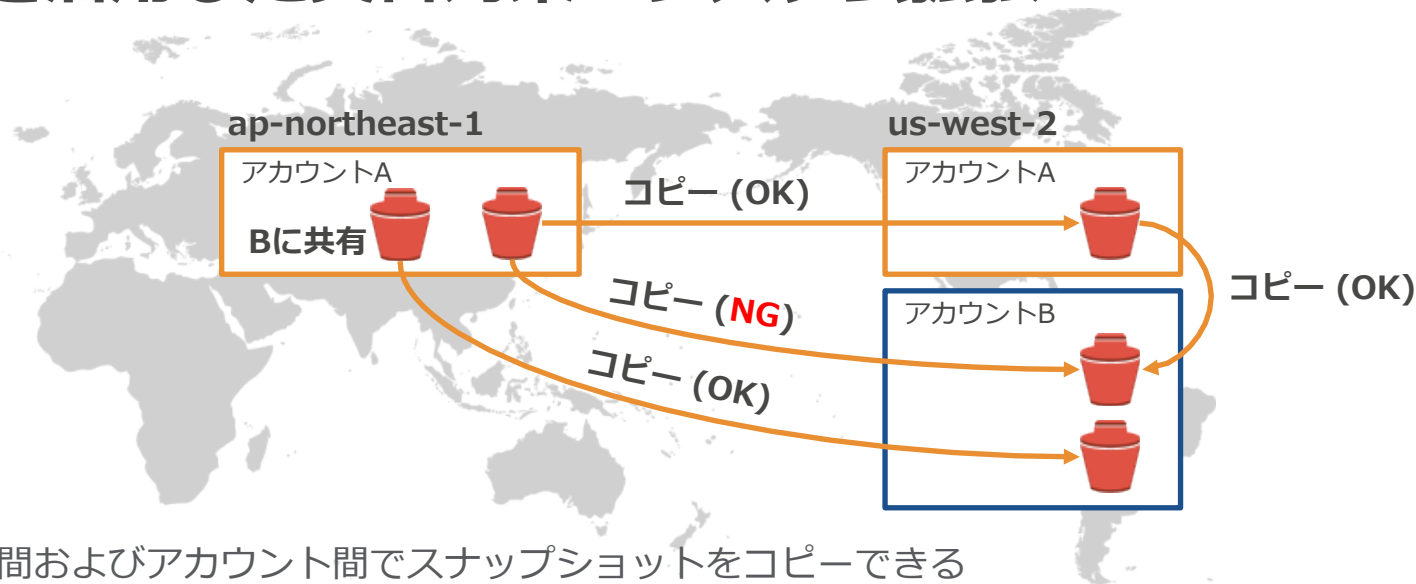 ap-northeast-1
us-west-2
アカウントA
Bに共有
アカウントA
コピー (OK)
コピー (NG)
コピー (OK)
コピー (OK)
アカウントB
間およびアカウント間でスナップショットをコピーできる